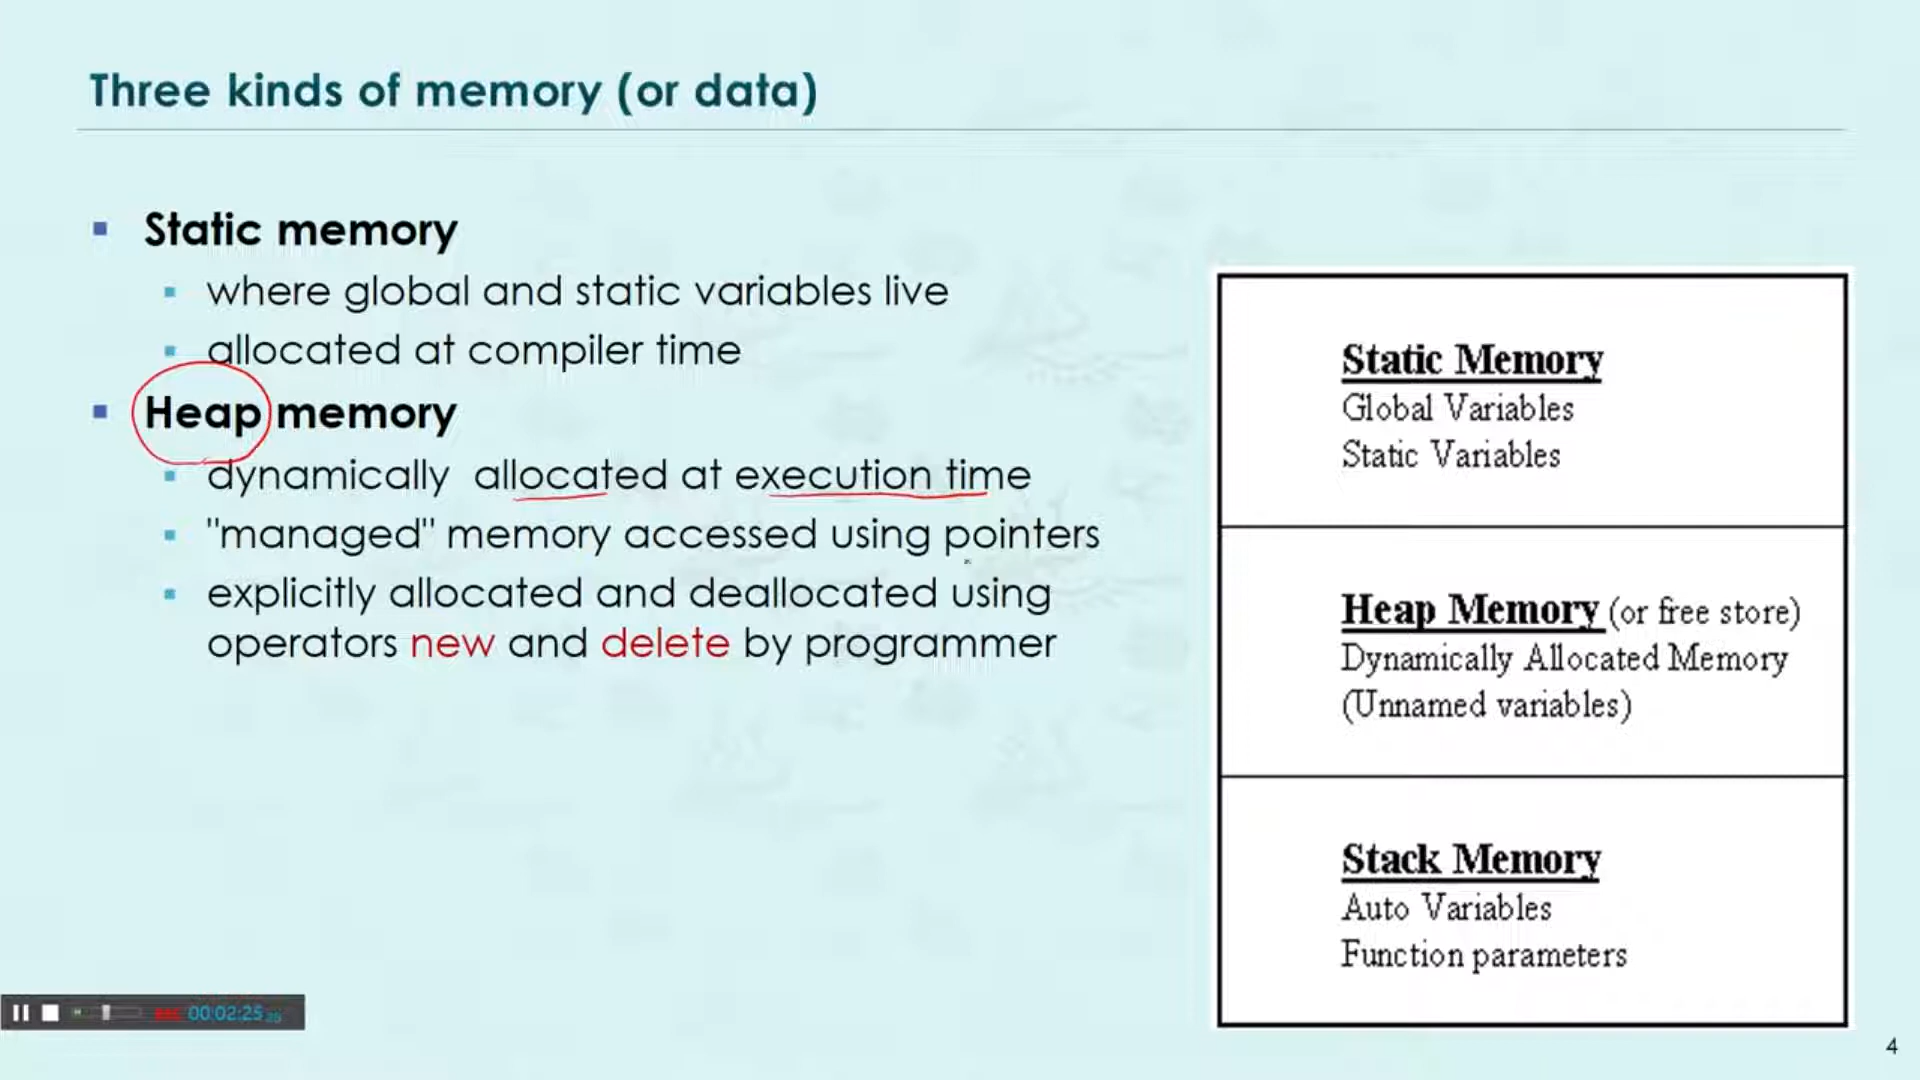 Three kinds of memory (or data)
Static memory
where global and static variables live
allocated at compiler time
Heap memory
dynamically allocated at execution time
"managed" memory accessed using pointers
explicitly allocated and deallocated using
operators new and delete by programmer
Static Memory
Global Variables
Static Variables
Heap Memory (or free store)
Dynamically Allocated Memory
(Unnamed variables)
Stack Memory
Auto Variables
Function parameters
REC 00:02:25
4